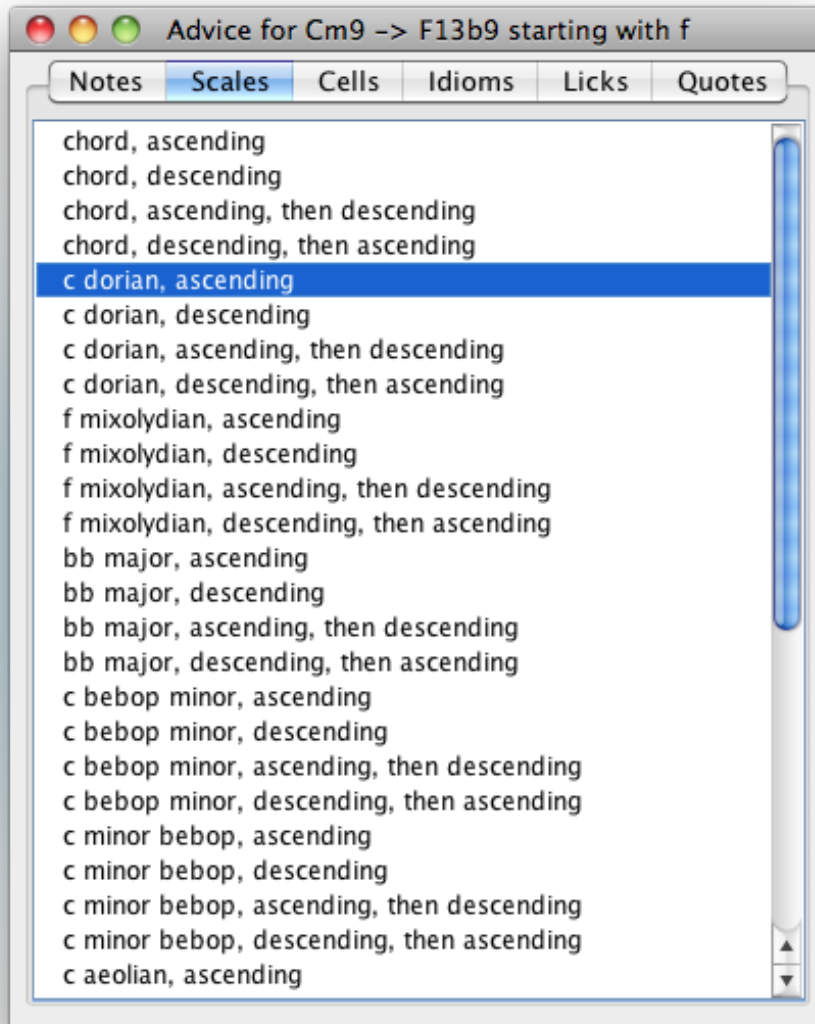 Advice for Cm9 -> F13b9 starting with f
Notes Scales Cells Idioms Licks Quotes
chord, ascending
chord, descending
chord, ascending, then descending
chord, descending, then ascending
c dorian, ascending
c dorian, descending
c dorian, ascending, then descending
c dorian, descending, then ascending
f mixolydian, ascending
f mixolydian, descending
f mixolydian, ascending, then descending
f mixolydian, descending, then ascending
bb major, ascending
bb major, descending
bb major, ascending, then descending
bb major, descending, then ascending
c bebop minor, ascending
c bebop minor, descending
c bebop minor, ascending, then descending
c bebop minor, descending, then ascending
c minor bebop, ascending
c minor bebop, descending
c minor bebop, ascending, then descending
c minor bebop, descending, then ascending
c aeolian, ascending